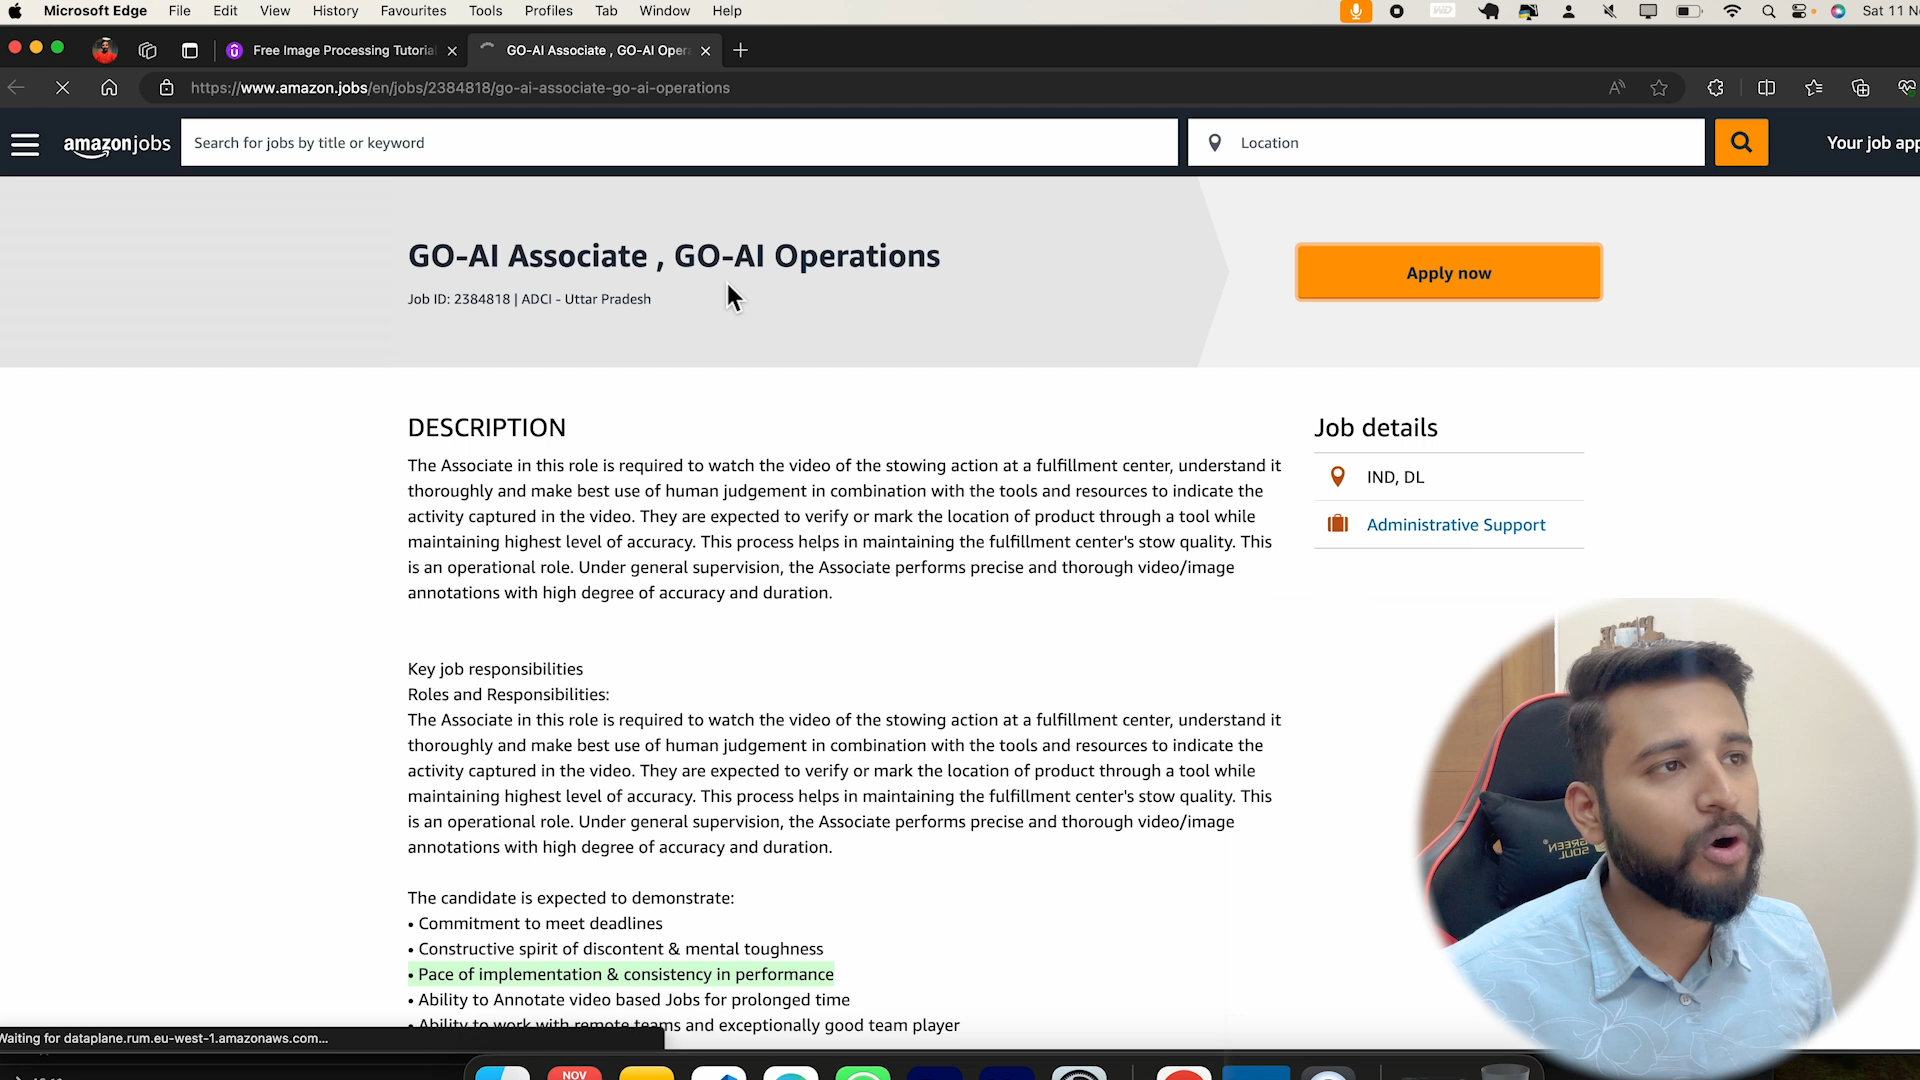 Microsoft Edge File Edit View History Favourites Tools Profiles Tab Window Help
Sat 11 N
Free Image Processing Tutoria
GO-AI Associate , GO-AI Oper
https://www.amazon.jobs/en/jobs/2384818/go-ai-associate-go-ai-operations
amazon jobs
Search for jobs by title or keyword
Location
Your job app
GO-AI Associate , GO-AI Operations
Job ID: 2384818 | ADCI - Uttar Pradesh
Apply now
DESCRIPTION
The Associate in this role is required to watch the video of the stowing action at a fulfillment center, understand it
thoroughly and make best use of human judgement in combination with the tools and resources to indicate the
activity captured in the video. They are expected to verify or mark the location of product through a tool while
maintaining highest level of accuracy. This process helps in maintaining the fulfillment center's stow quality. This
is an operational role. Under general supervision, the Associate performs precise and thorough video/image
annotations with high degree of accuracy and duration.
Job details
IND, DL
Administrative Support
Key job responsibilities
Roles and Responsibilities:
The Associate in this role is required to watch the video of the stowing action at a fulfillment center, understand it
thoroughly and make best use of human judgement in combination with the tools and resources to indicate the
activity captured in the video. They are expected to verify or mark the location of product through a tool while
maintaining highest level of accuracy. This process helps in maintaining the fulfillment center's stow quality. This
is an operational role. Under general supervision, the Associate performs precise and thorough video/image
annotations with high degree of accuracy and duration.
The candidate is expected to demonstrate:
• Commitment to meet deadlines
• Constructive spirit of discontent & mental toughness
• Pace of implementation & consistency in performance
• Ability to Annotate video based Jobs for prolonged time
• Ability to work with remote teams and exceptionally good team player
Waiting for dataplane.rum.eu-west-1.amazonaws.com...
NOV
GREEN
SOUL